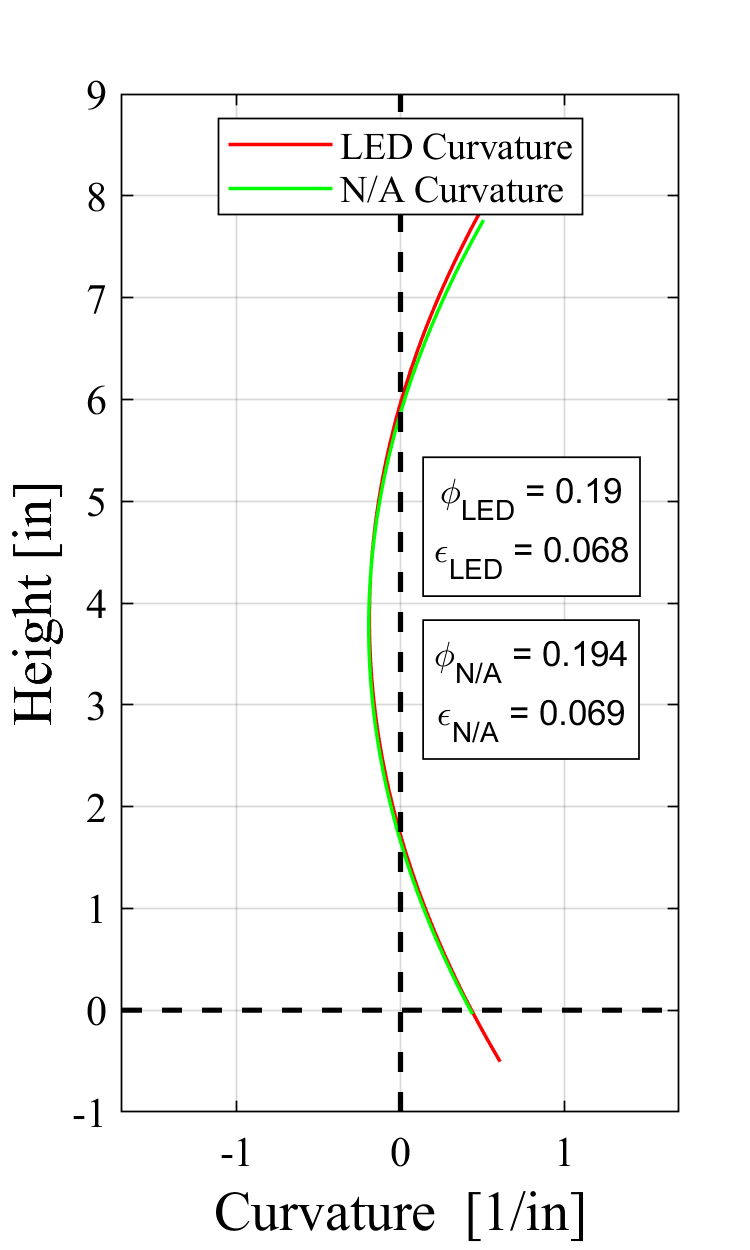 9
8
7
6
5
4
3
2
1
0
-1
Height [in]
LED Curvature
N/A Curvature
ϕLED = 0.19
ϵLED = 0.068
ϕN/A = 0.194
ϵN/A = 0.069
-1 0 1
Curvature [1/in]